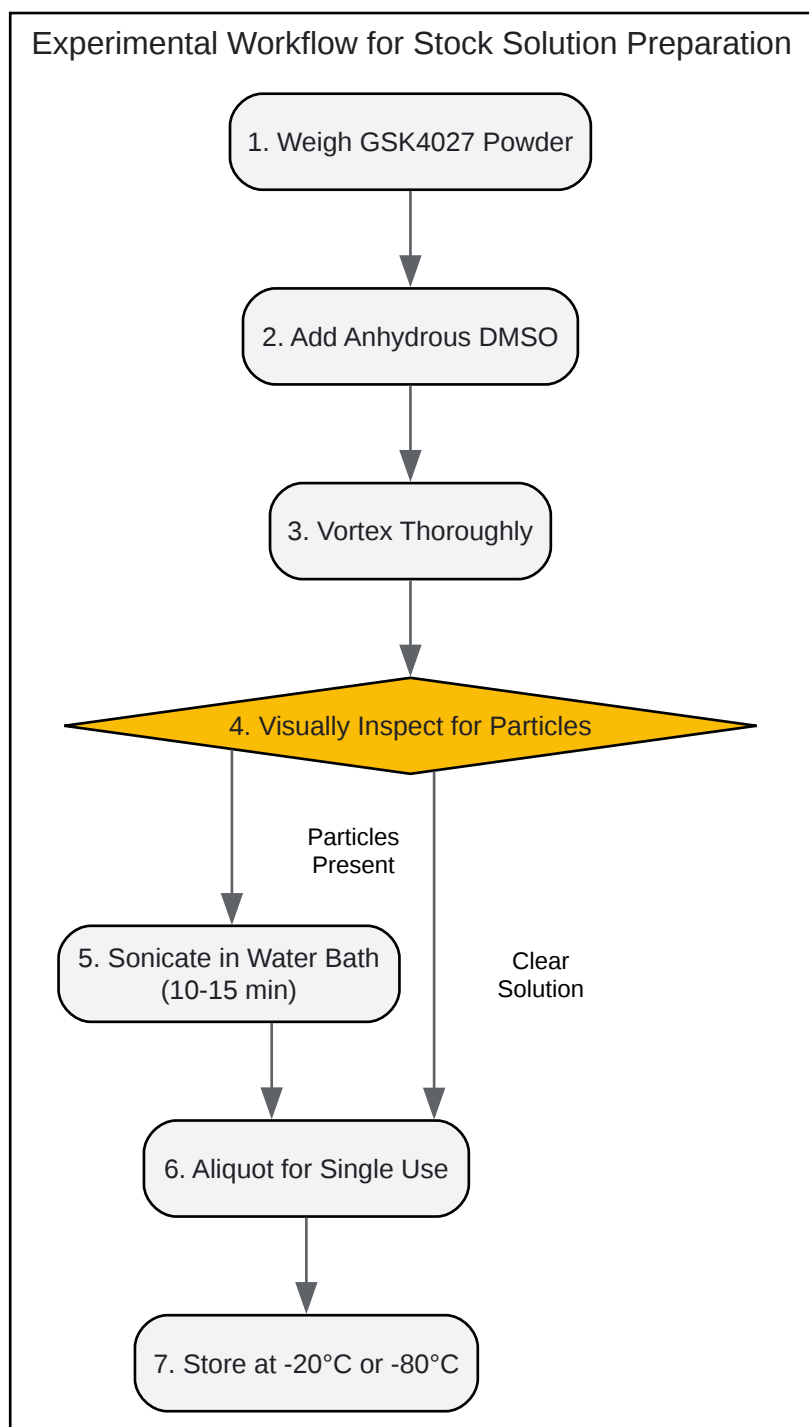 Experimental Workflow for Stock Solution Preparation
1. Weigh GSK4027 Powder
2. Add Anhydrous DMSO
3. Vortex Thoroughly
4. Visually Inspect for Particles
Particles
Present
5. Sonicate in Water Bath
(10-15 min)
Clear
Solution
6. Aliquot for Single Use
7. Store at -20°C or -80°C